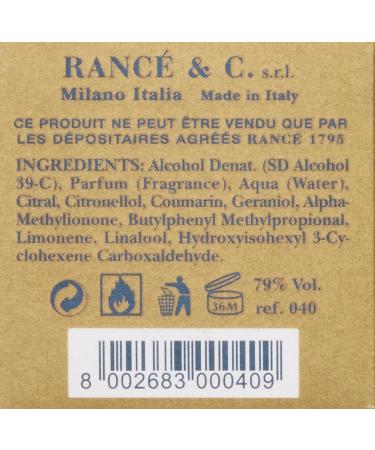 RANCÉ & C. s.r.l.
Milano Italia Made in Italy
CE PRODUIT NE PEUT ÊTRE VENDU QUE PAR
LES DÉPOSITAIRES AGRÉÉS RANCÉ 1795
INGREDIENTS: Alcohol Denat. (SD Alcohol
39-C), Parfum (Fragrance), Aqua (Water),
Citral, Citronellol, Coumarin, Geraniol, Alpha-
Methylionone, Butylphenyl Methylpropional,
Limonene, Linalool, Hydroxyisohexyl 3-Cy-
clohexene Carboxaldehyde.
36M
79% Vol.
ref. 040
8 002683 000409